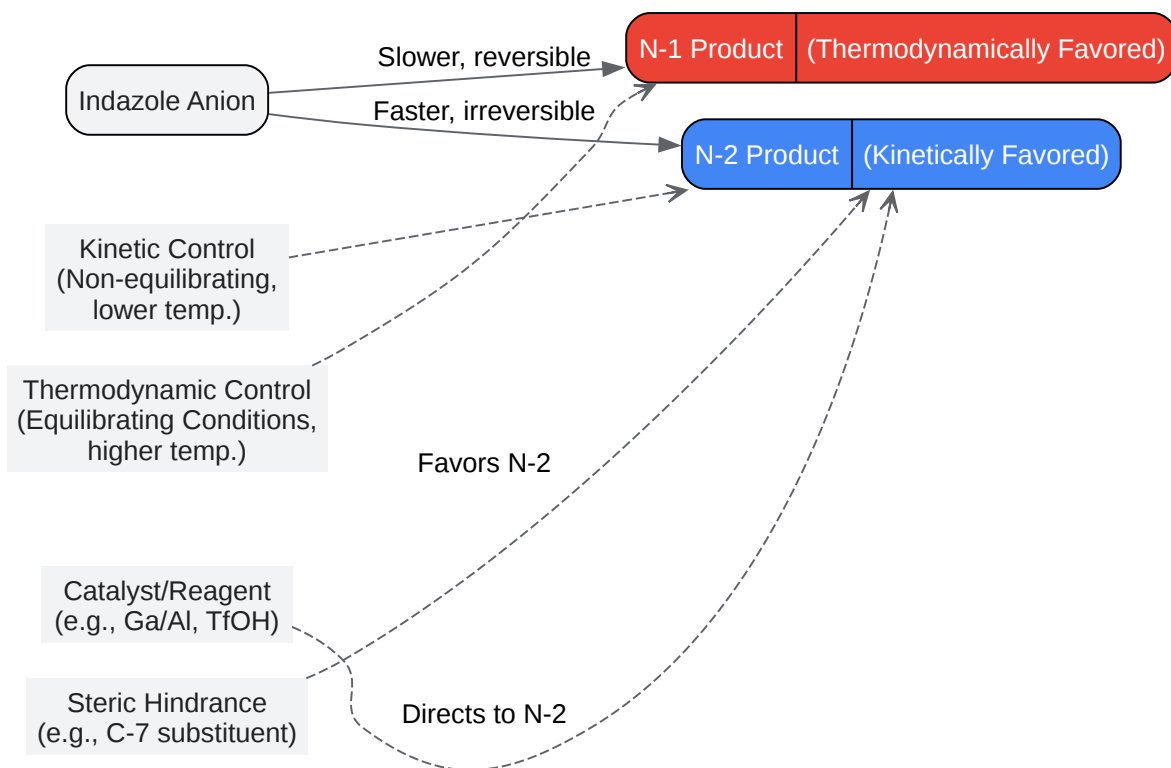 Slower, reversible
N-1 Product
(Thermodynamically Favored)
Indazole Anion
Faster, irreversible
N-2 Product
(Kinetically Favored)
Kinetic Control
(Non-equilibrating,
lower temp.)
Thermodynamic Control
(Equilibrating Conditions,
higher temp.)
Favors N-2
Catalyst/Reagent
(e.g., Ga/Al, TfOH)
Steric Hindrance
(e.g., C-7 substituent)
Directs to N-2